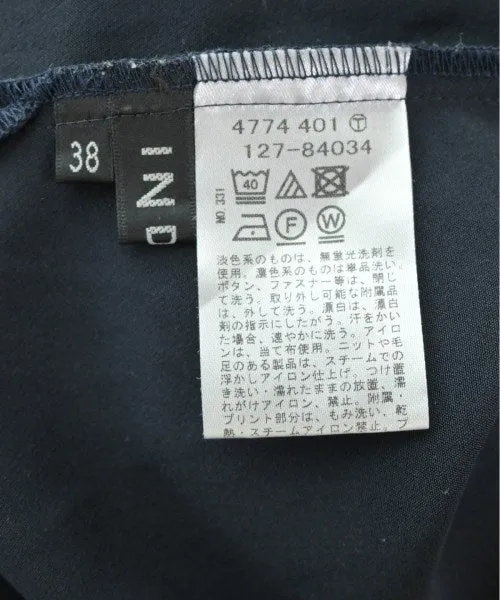 38
IND
4774 401 Ⓣ
127-84034
NO.331
40
F
W
淡色系のものは、無蛍光洗剤を
使用。濃色系のものは単品洗い。
ボタン、ファスナー等は、閉じ
て洗う。取り外し可能な附属品
は、外して洗う。漂白は、漂白
剤の指示にしたがう。汗をかい
た場合、速やかに洗う。アイロ
ンは、当て布使用。ニットや毛
足のある製品は、スチームでの
浮かしアイロン仕上げ。つけ置
き洗い・濡れたままの放置、濡
れがけアイロン、禁止。附属・
プリント部分は、もみ洗い、乾
熱・スチームアイロン禁止。プ